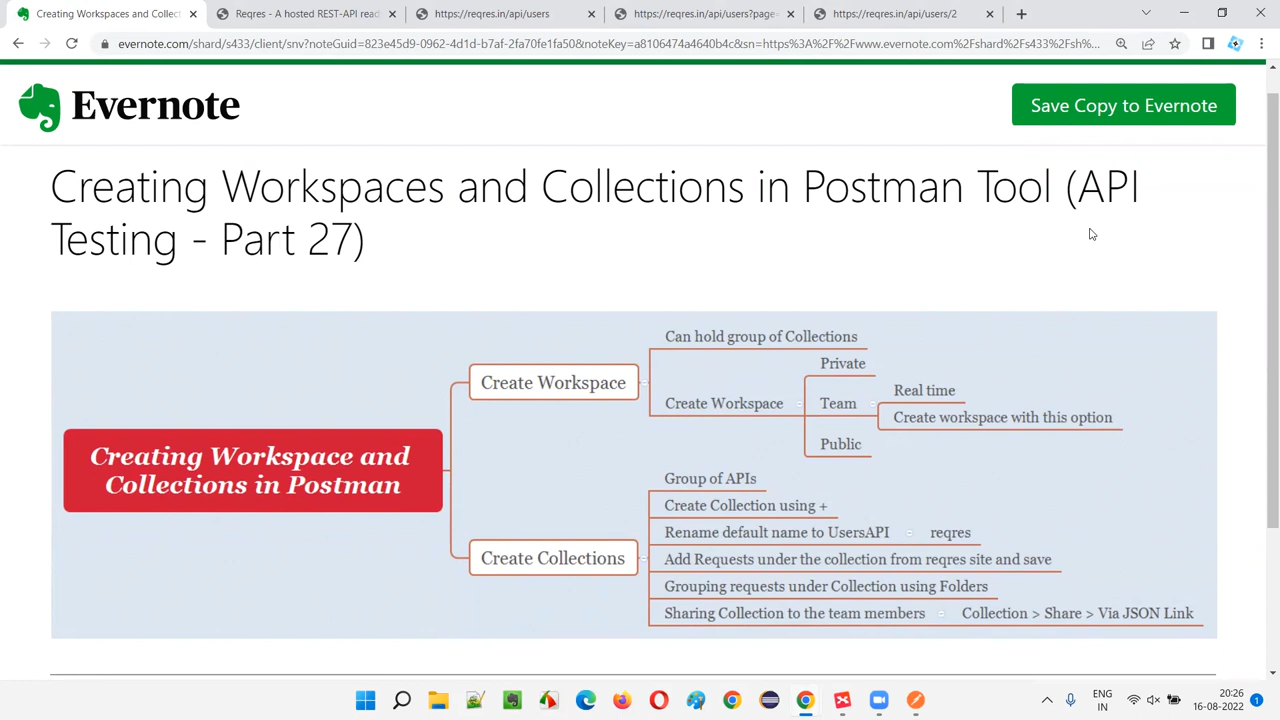 Creating Workspaces and Collect
Reqres - A hosted REST-API read
https://reqres.in/api/users
https://reqres.in/api/users?page=
https://reqres.in/api/users/2
evernote.com/shard/s433/client/snv?noteGuid=823e45d9-0962-4d1d-b7af-2fa70fe1fa50&noteKey=a8106474a4640b4c&sn=https%3A%2F%2Fwww.evernote.com%2Fshard%2Fs433%2Fsh%...
Evernote
Save Copy to Evernote
Creating Workspaces and Collections in Postman Tool (API
Testing - Part 27)
Creating Workspace and
Collections in Postman
Create Workspace
Can hold group of Collections
Create Workspace
Private
Team
Real time
Create workspace with this option
Public
Create Collections
Group of APIs
Create Collection using +
Rename default name to UsersAPI
reqres
Add Requests under the collection from reqres site and save
Grouping requests under Collection using Folders
Sharing Collection to the team members
Collection > Share > Via JSON Link
ENG
IN
20:26
16-08-2022
1